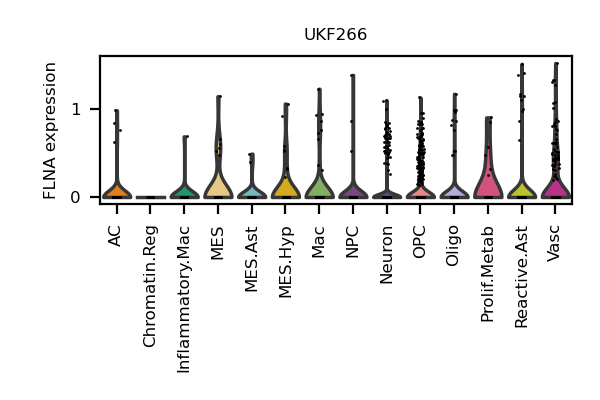 UKF266
FLNA expression
1
0
AC
Chromatin.Reg
Inflammatory.Mac
MES
MES.Ast
MES.Hyp
Mac
NPC
Neuron
OPC
Oligo
Prolif.Metab
Reactive.Ast
Vasc